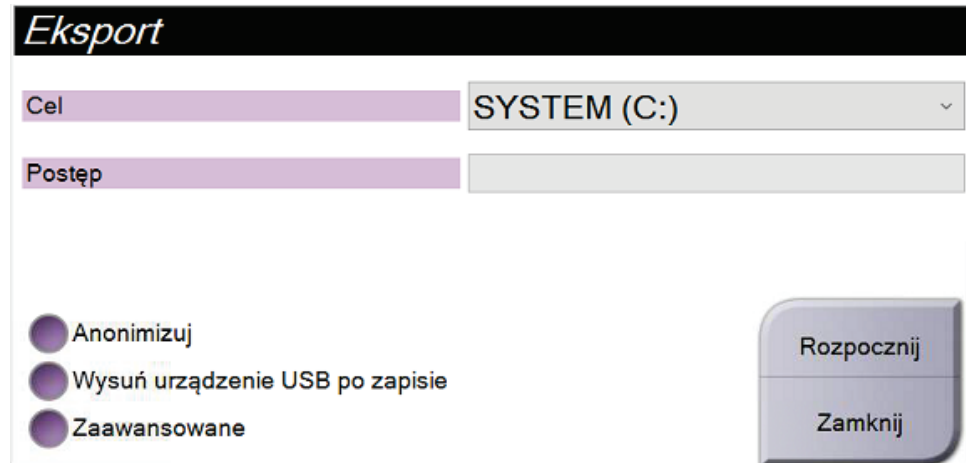 Eksport
Cel
SYSTEM (C:)
Postęp
Anonimizuj
Wysuń urządzenie USB po zapisie
Zaawansowane
Rozpocznij
Zamknij